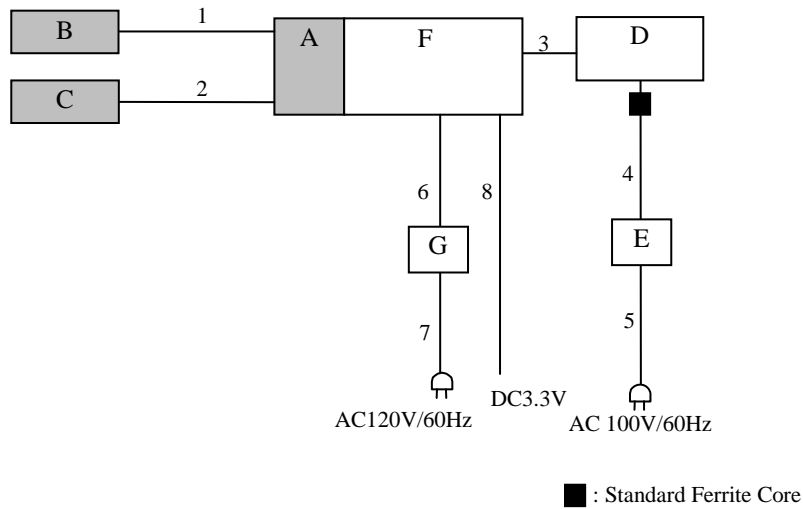 B
1
A
F
3
D
C
2
6
8
4
G
E
7
5
AC120V/60Hz
DC3.3V
AC 100V/60Hz
: Standard Ferrite Core